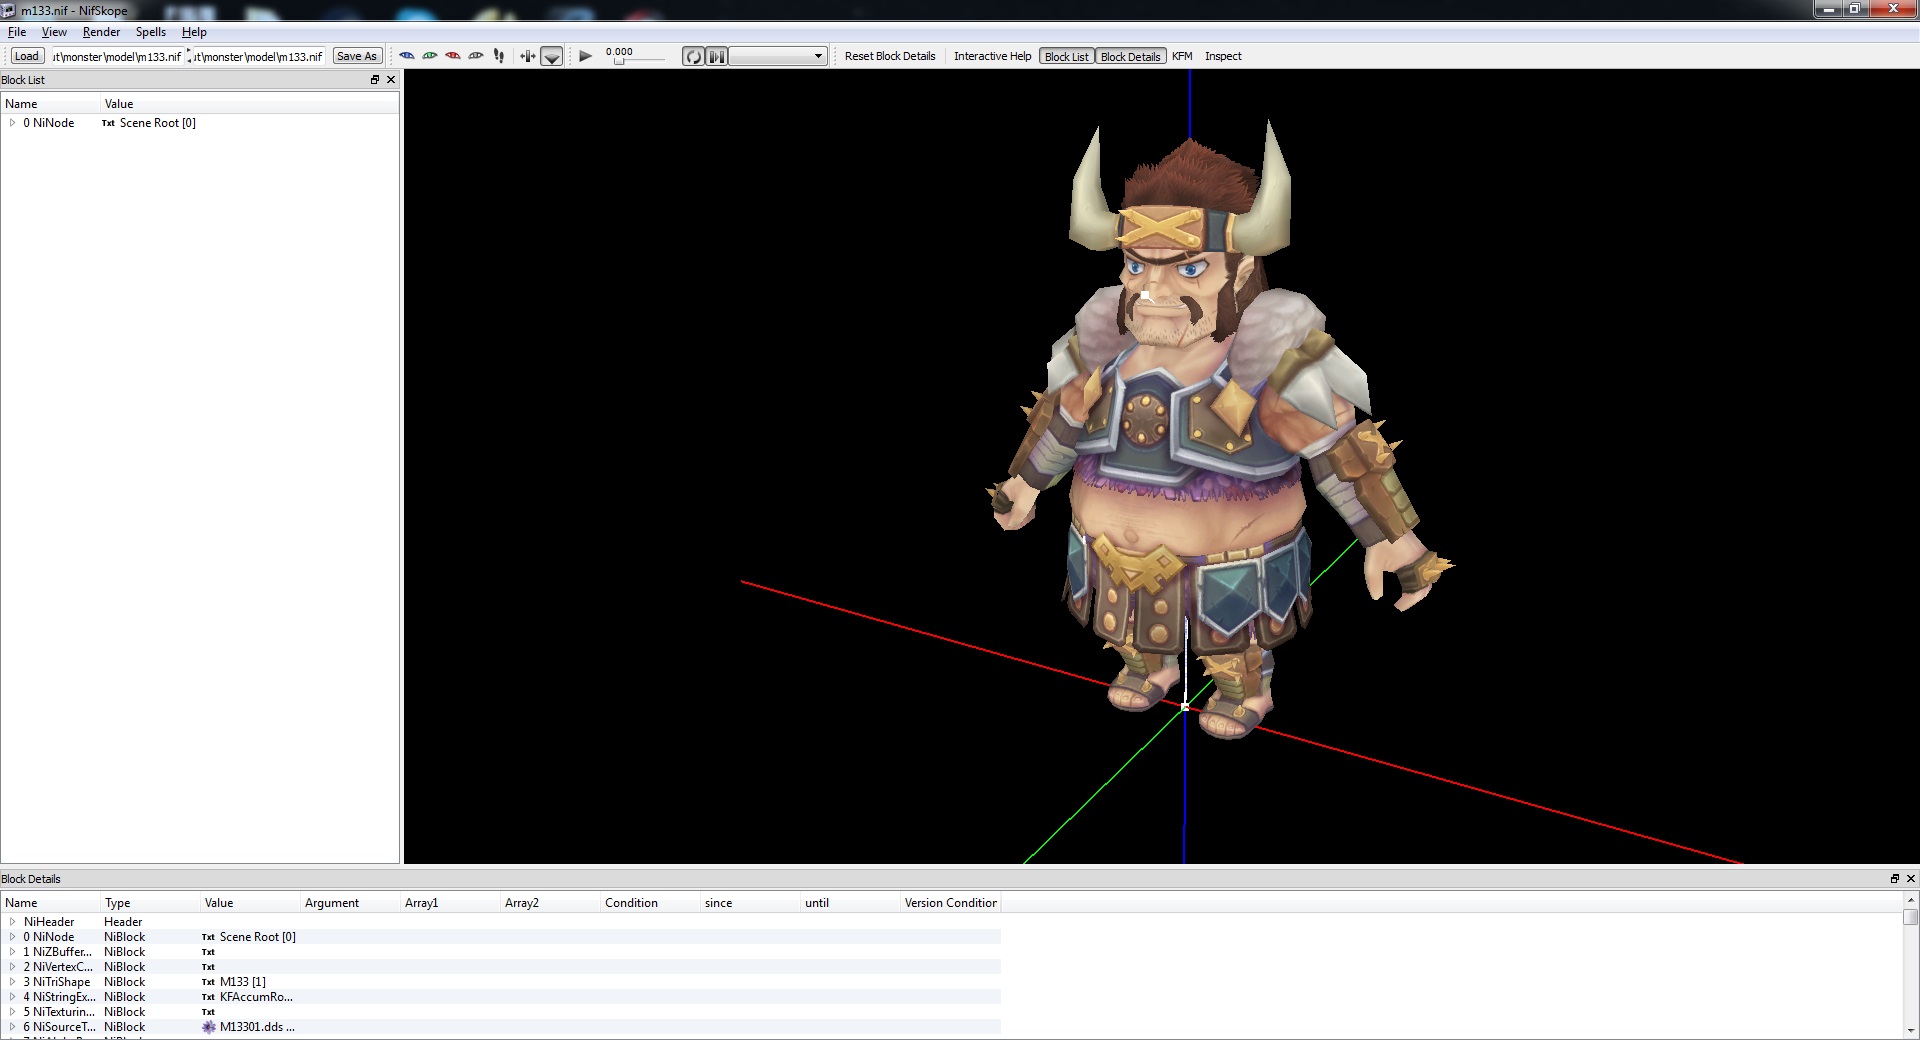 m133.nif - NifSkope
File View Render Spells Help
Load ut\monster\model\m133.nif ut\monster\model\m133.nif Save As 0.000 Reset Block Details Interactive Help Block List Block Details KFM Inspect
Block List
Name Value
0 NiNode Txt Scene Root [0]
Block Details
Name Type Value Argument Array1 Array2 Condition since until Version Condition
NiHeader Header
0 NiNode NiBlock Txt Scene Root [0]
1 NiZBuffer... NiBlock Txt
2 NiVertexC... NiBlock Txt
3 NiTriShape NiBlock Txt M133 [1]
4 NiStringEx... NiBlock Txt KFAccumRo...
5 NiTexturin... NiBlock Txt
6 NiSourceT... NiBlock M13301.dds ...